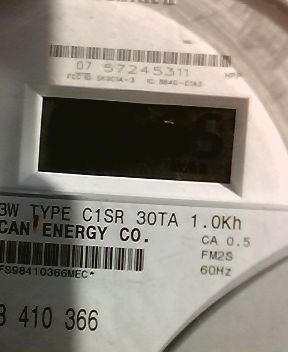 07 57245311
3W TYPE C1SR 30TA 1.0Kh
CAN ENERGY CO.
CA 0.5
FM2S
60Hz
FS98410366MEC*
3 410 366